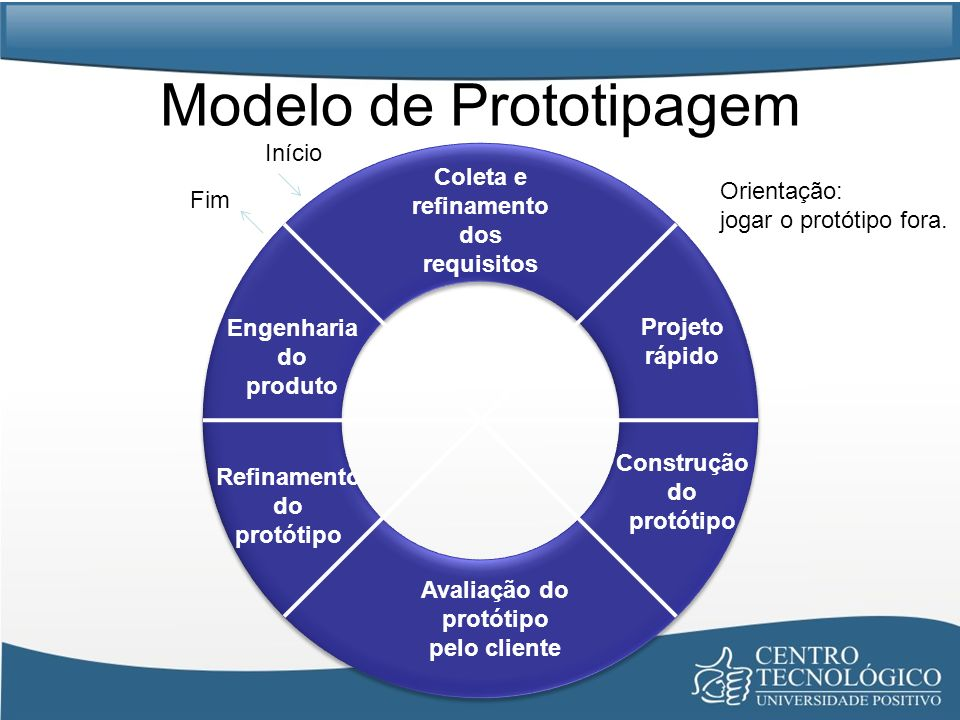 Modelo de Prototipagem
Início
Fim
Coleta e
refinamento
dos
requisitos
Orientação:
jogar o protótipo fora.
Projeto
rápido
Construção
do
protótipo
Avaliação do
protótipo
pelo cliente
Refinamento
do
protótipo
Engenharia
do
produto
CENTRO
TECNOLÓGICO
UNIVERSIDADE POSITIVO